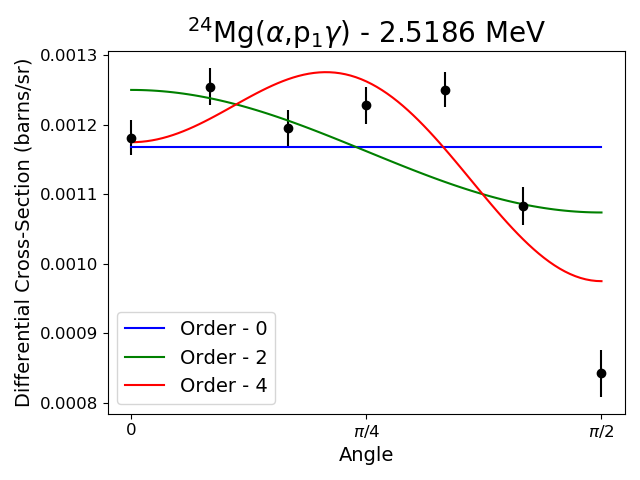 ²⁴Mg(α,p₁γ) - 2.5186 MeV
Differential Cross-Section (barns/sr)
0.0013
0.0012
0.0011
0.0010
0.0009
0.0008
Order - 0
Order - 2
Order - 4
0
π/4
π/2
Angle